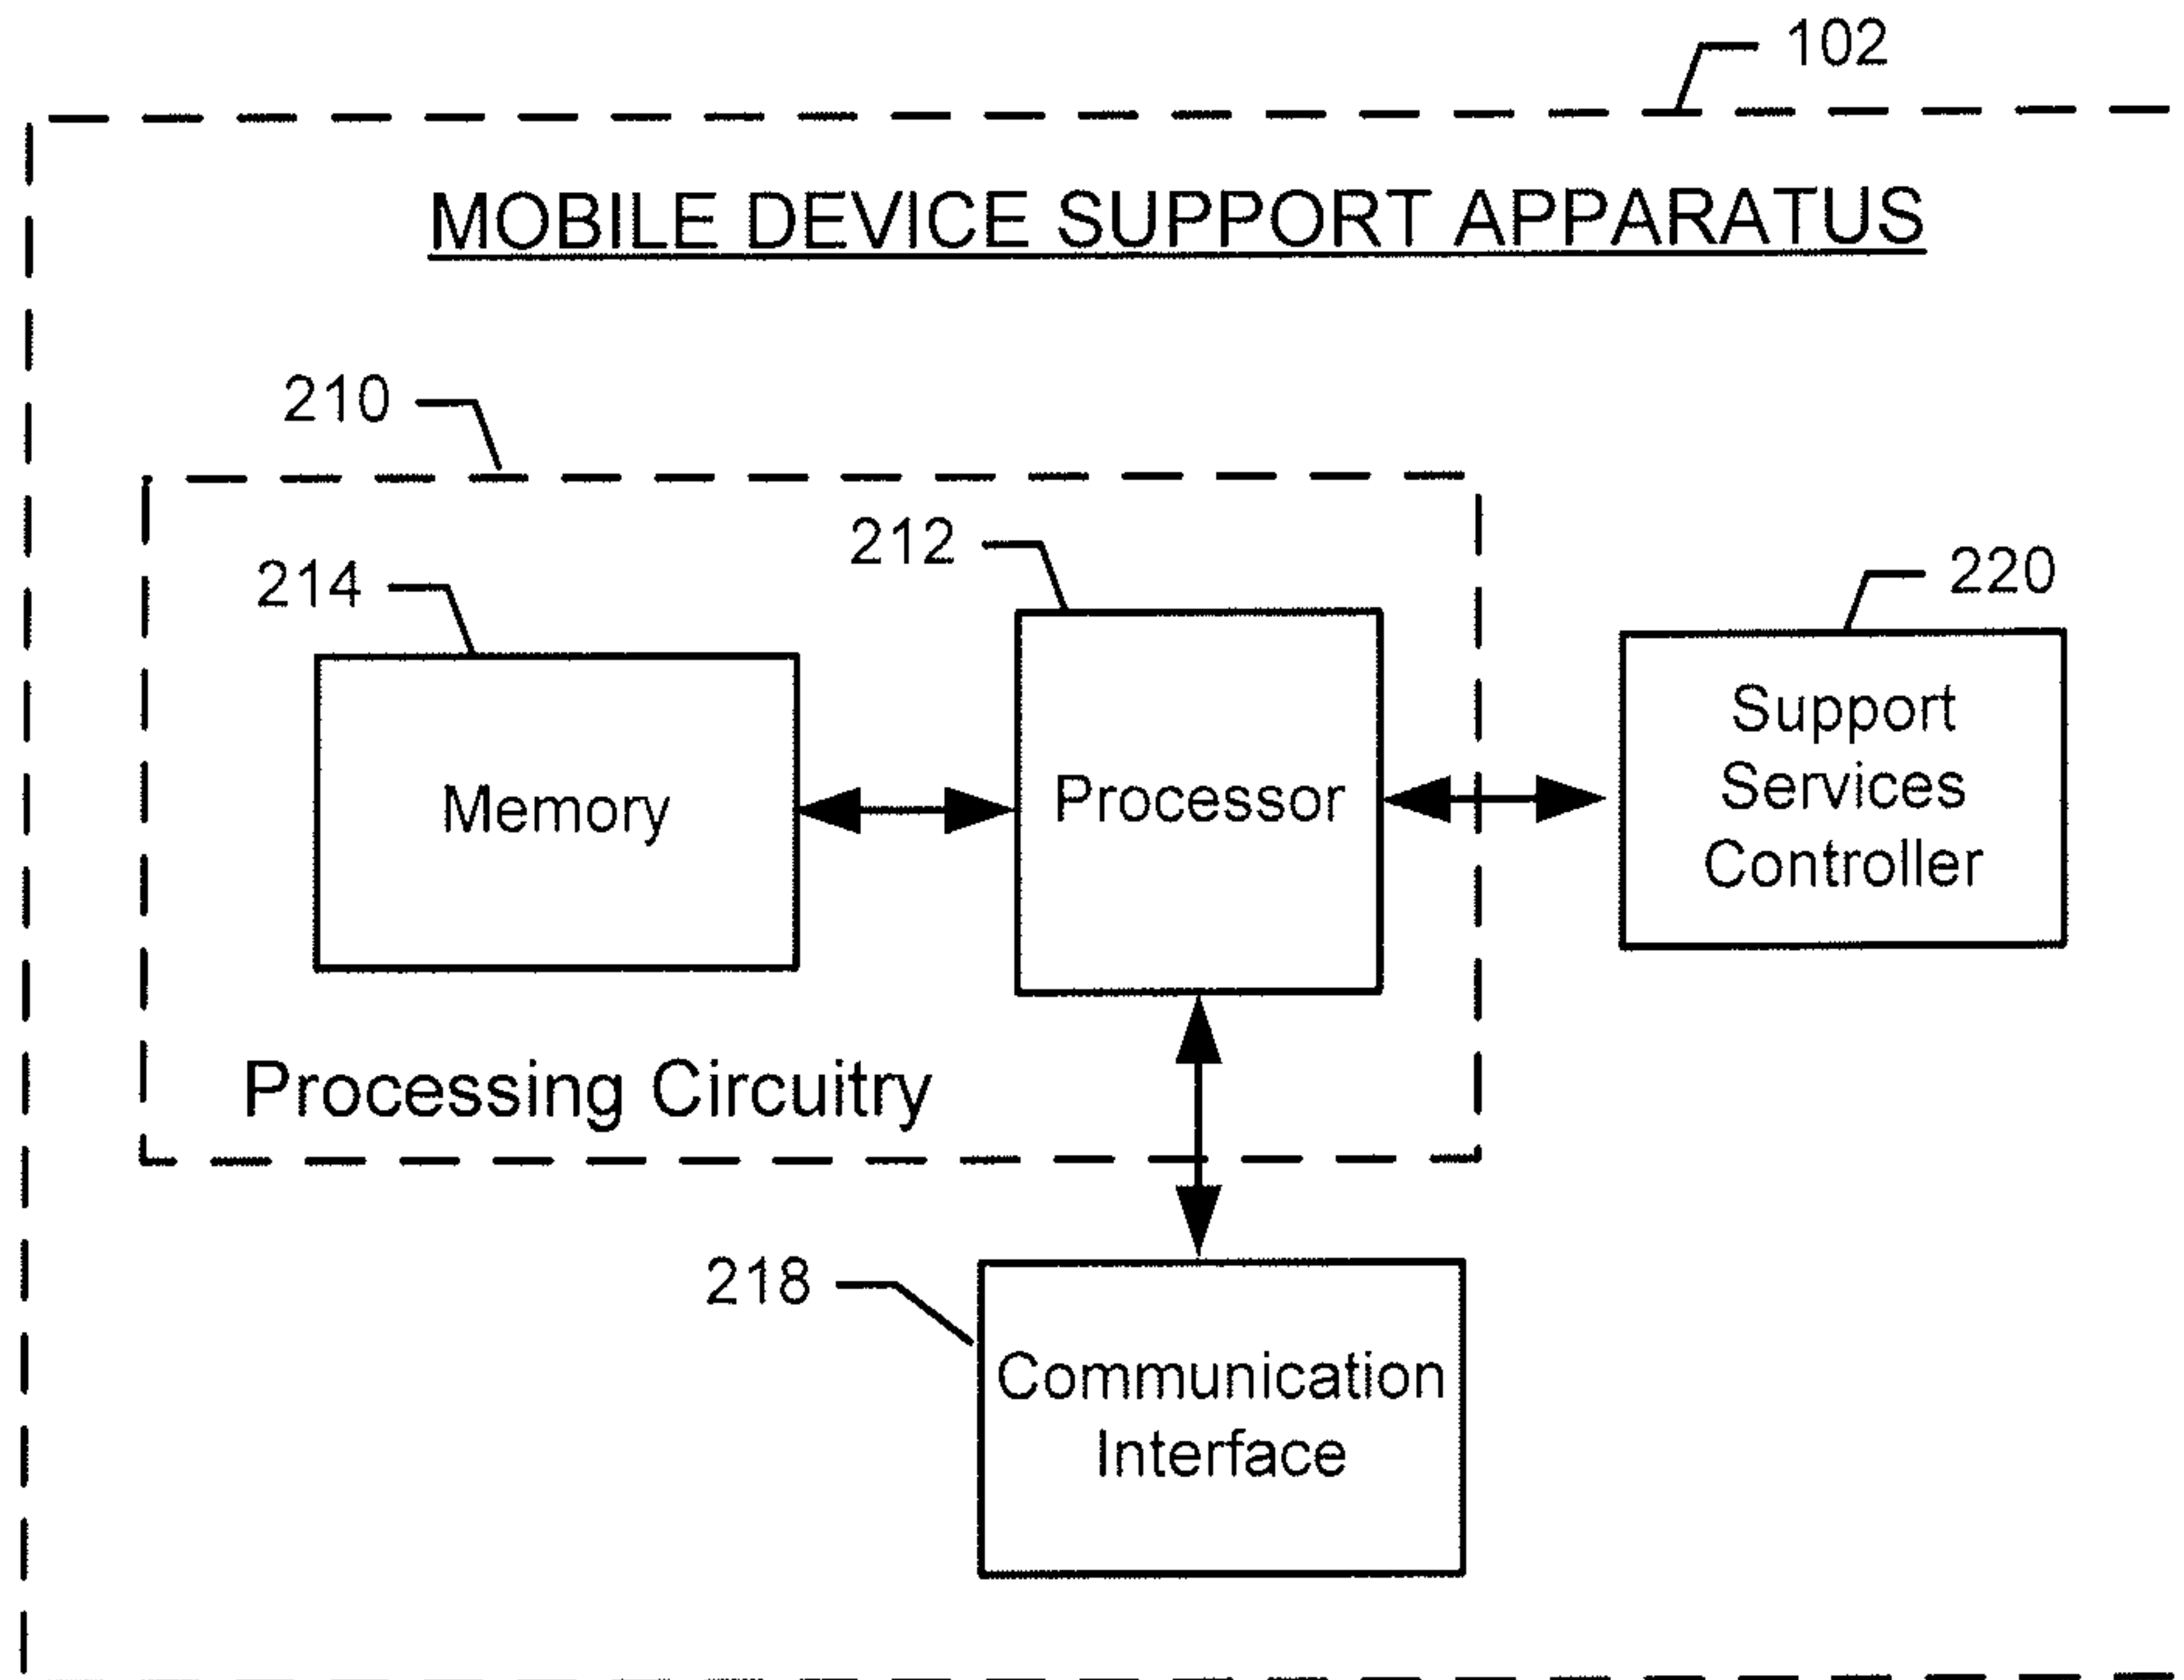 102
MOBILE DEVICE SUPPORT APPARATUS
210
212
214
220
Memory
Processor
Support
Services
Controller
Processing Circuitry
218
Communication
Interface